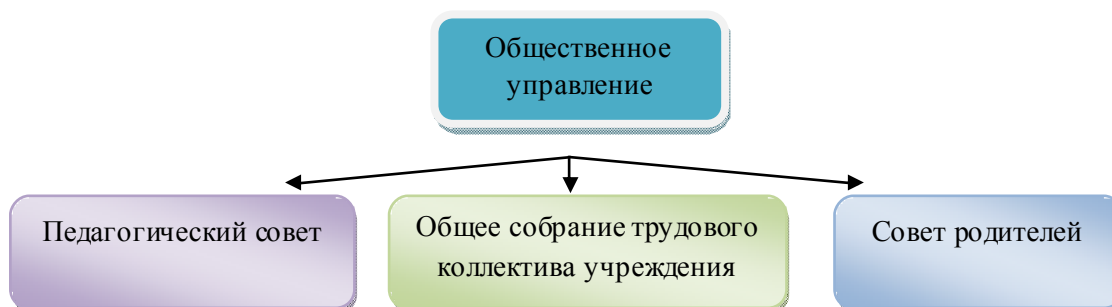 Общественное
управление
Педагогический совет
Общее собрание трудового
коллектива учреждения
Совет родителей